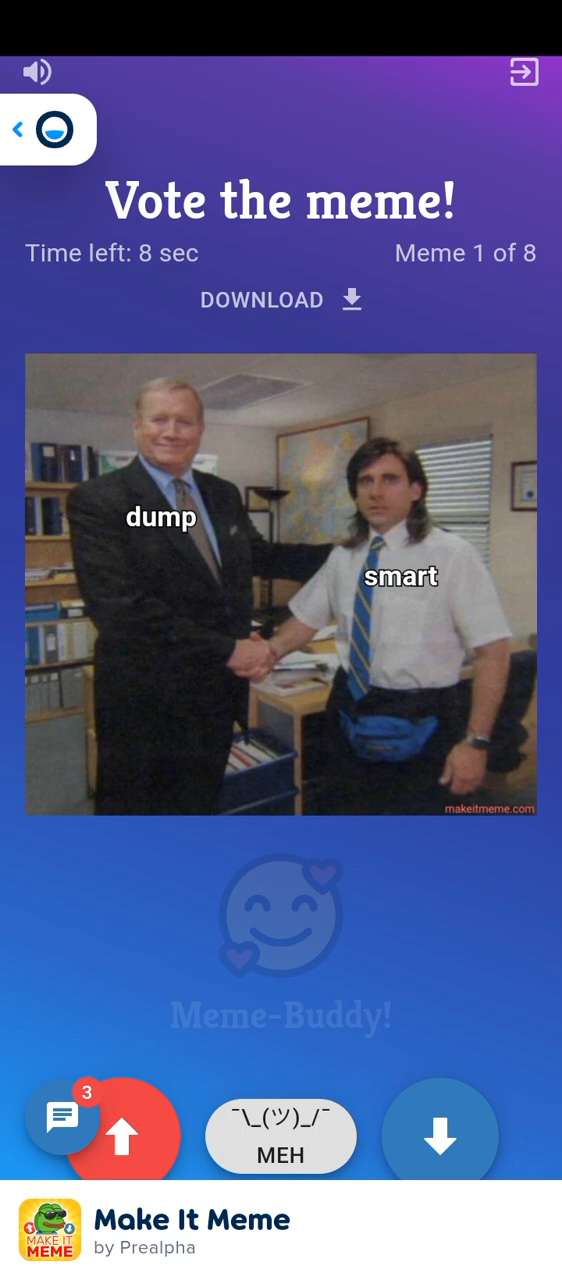 Vote the meme!
Time left: 8 sec
Meme 1 of 8
DOWNLOAD
dump
smart
makeitmeme.com
Meme-Buddy!
3
¯\_(ツ)_/¯
MEH
MAKE IT
MEME
Make It Meme
by Prealpha